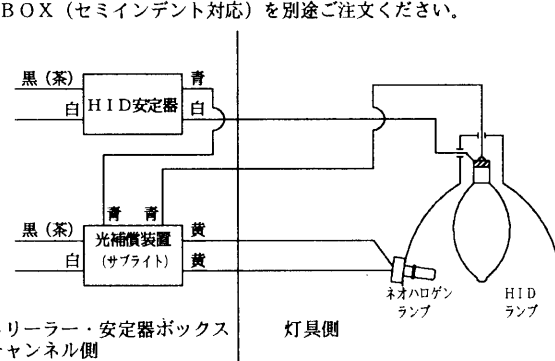 BOX（セミインデント対応）を別途ご注文ください。
黒（茶）
青
白
HID安定器
白
青 青
黒（茶）
光補償装置
黄
白
（サブライト）
黄
ネオハロゲン
ランプ
HID
ランプ
リーラー・安定器ボックス
チャンネル側
灯具側